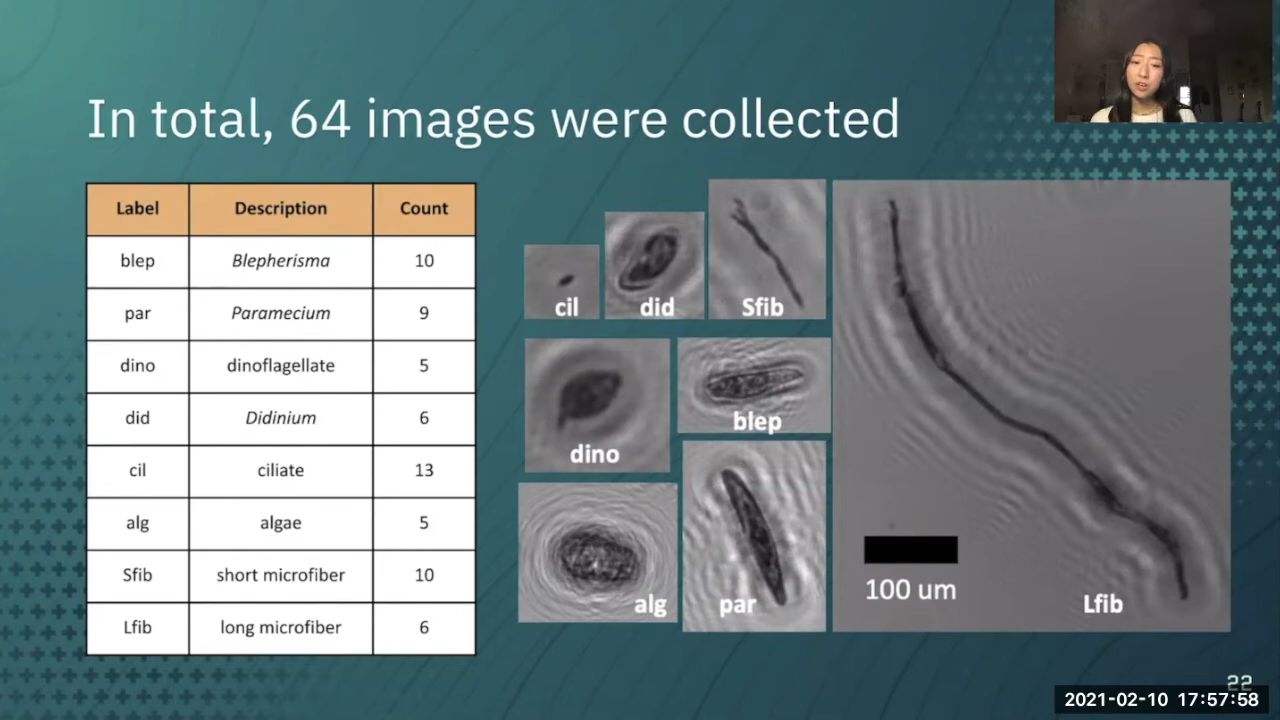 In total, 64 images were collected
Label Description Count
blep Blepherisma 10
par Paramecium 9
dino dinoflagellate 5
did Didinium 6
cil ciliate 13
alg algae 5
Sfib short microfiber 10
Lfib long microfiber 6
cil
did
Sfib
dino
blep
alg
par
100 um
Lfib
22
2021-02-10 17:57:58